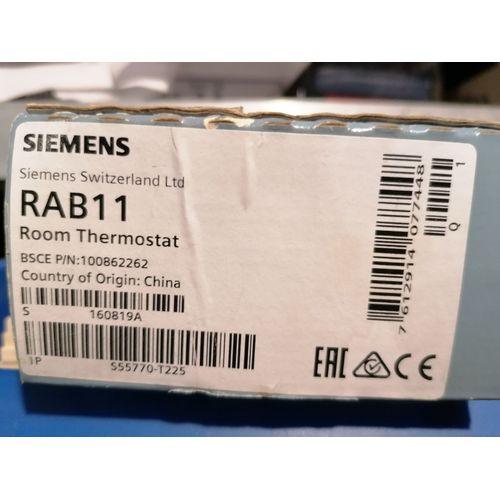 SIEMENS
Siemens Switzerland Ltd
RAB11
Room Thermostat
BSCE P/N:100862262
Country of Origin: China
S 160819A
1P S55770-T225
7 612914 077448
Q 1
EAC
CE